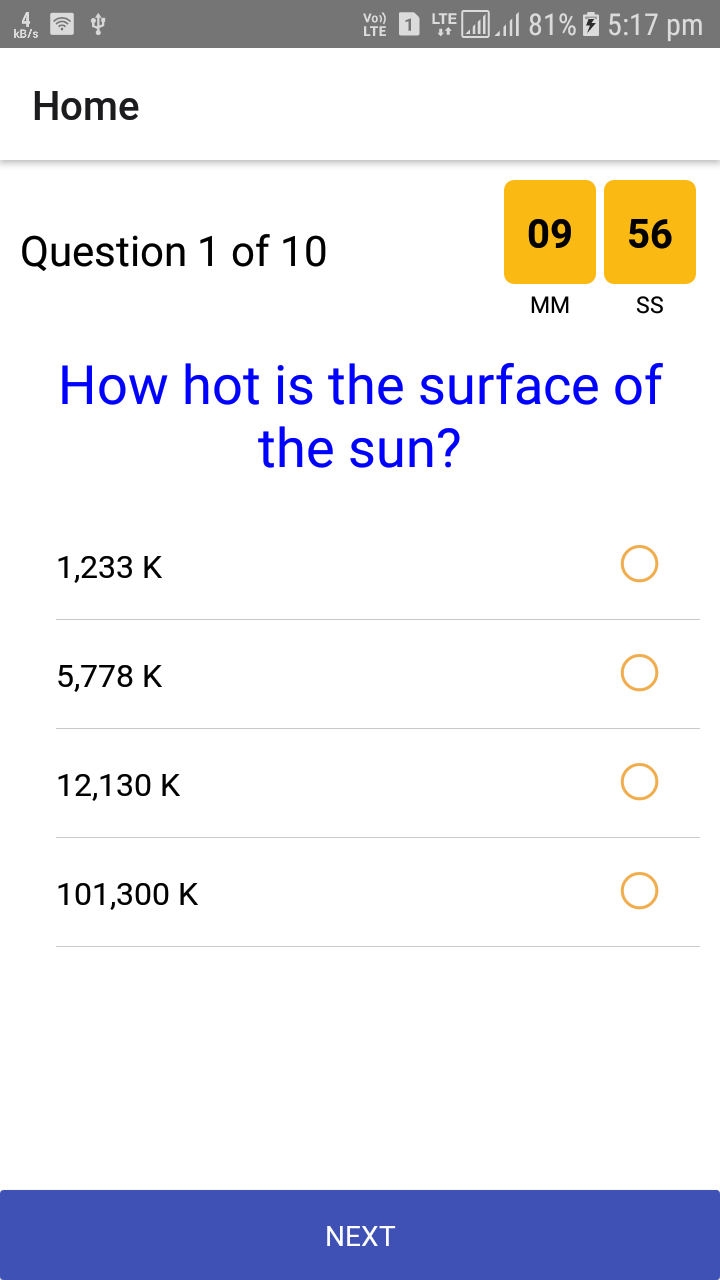 4
kB/s
Vo))
LTE
1
LTE
81%
5:17 pm
Home
Question 1 of 10
09 56
MM SS
How hot is the surface of
the sun?
1,233 K
5,778 K
12,130 K
101,300 K
NEXT